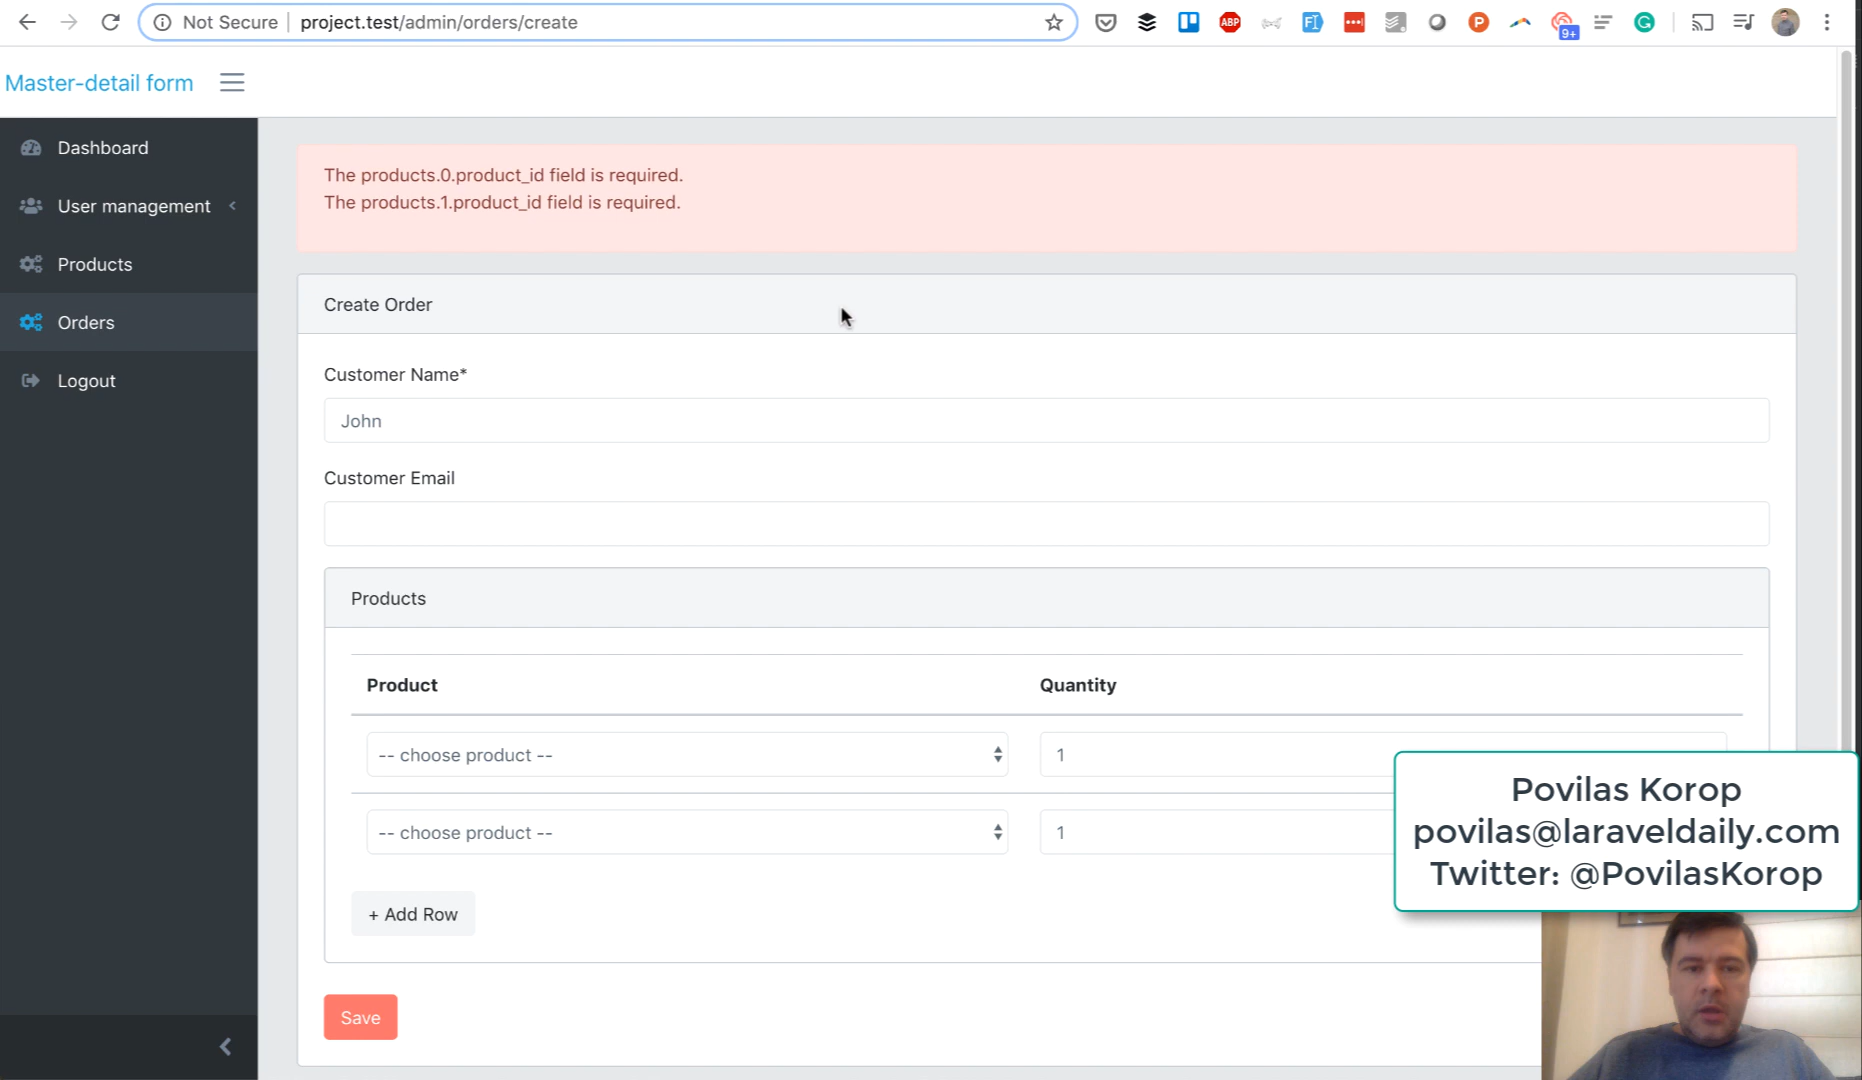 Not Secure project.test/admin/orders/create
ABP
9+
Master-detail form
Dashboard
User management
Products
Orders
Logout
The products.0.product_id field is required.
The products.1.product_id field is required.
Create Order
Customer Name*
John
Customer Email
Products
Product Quantity
-- choose product -- 1
-- choose product -- 1
+ Add Row
Save
Povilas Korop
povilas@laraveldaily.com
Twitter: @PovilasKorop